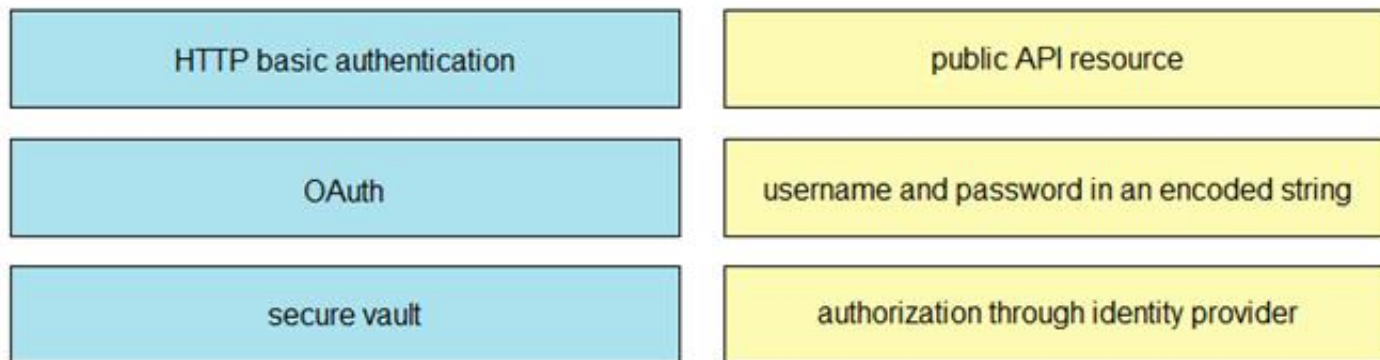 HTTP basic authentication
public API resource
OAuth
username and password in an encoded string
secure vault
authorization through identity provider